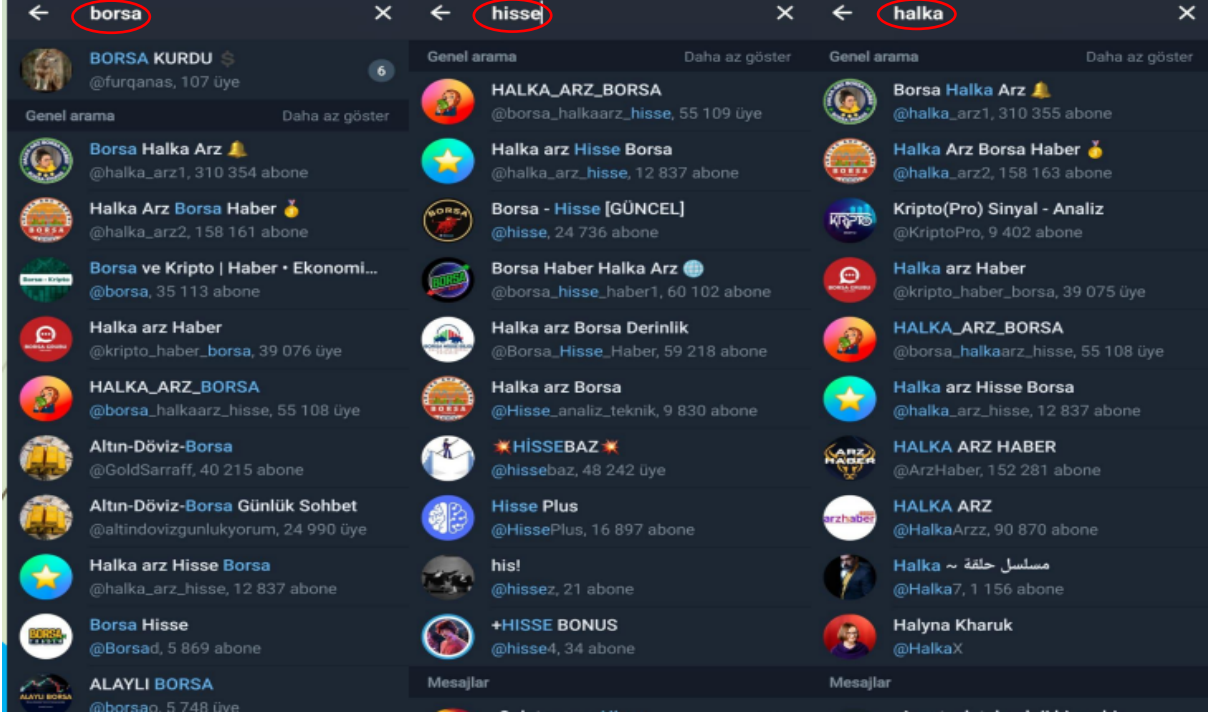 borsa
BORSA KURDU
@furqanas, 107 üye
6
Genel arama Daha az göster
Borsa Halka Arz 🔔
@halka_arz1, 310 354 abone
Halka Arz Borsa Haber 🥇
@halka_arz2, 158 161 abone
Borsa ve Kripto | Haber • Ekonomi...
@borsa, 35 113 abone
Halka arz Haber
@kripto_haber_borsa, 39 076 üye
HALKA_ARZ_BORSA
@borsa_halkaarz_hisse, 55 108 üye
Altın-Döviz-Borsa
@GoldSarraff, 40 215 abone
Altın-Döviz-Borsa Günlük Sohbet
@altindovizgunlukyorum, 24 990 üye
Halka arz Hisse Borsa
@halka_arz_hisse, 12 837 abone
Borsa Hisse
@Borsad, 5 869 abone
ALAYLI BORSA
@borsao, 5 748 üye
hisse
Genel arama Daha az göster
HALKA_ARZ_BORSA
@borsa_halkaarz_hisse, 55 109 üye
Halka arz Hisse Borsa
@halka_arz_hisse, 12 837 abone
Borsa - Hisse [GÜNCEL]
@hisse, 24 736 abone
Borsa Haber Halka Arz 🌐
@borsa_hisse_haber1, 60 102 abone
Halka arz Borsa Derinlik
@Borsa_Hisse_Haber, 59 218 abone
Halka arz Borsa
@Hisse_analiz_teknik, 9 830 abone
💥HİSSEBAZ💥
@hissebaz, 48 242 üye
Hisse Plus
@HissePlus, 16 897 abone
his!
@hissez, 21 abone
+HISSE BONUS
@hisse4, 34 abone
Mesajlar
halka
Genel arama Daha az göster
Borsa Halka Arz 🔔
@halka_arz1, 310 355 abone
Halka Arz Borsa Haber 🥇
@halka_arz2, 158 163 abone
Kripto(Pro) Sinyal - Analiz
@KriptoPro, 9 402 abone
Halka arz Haber
@kripto_haber_borsa, 39 075 üye
HALKA_ARZ_BORSA
@borsa_halkaarz_hisse, 55 108 üye
Halka arz Hisse Borsa
@halka_arz_hisse, 12 837 abone
HALKA ARZ HABER
@ArzHaber, 152 281 abone
HALKA ARZ
@HalkaArzz, 90 870 abone
Halka ~ مسلسل حلقة
@Halka7, 1 156 abone
Halyna Kharuk
@HalkaX
Mesajlar